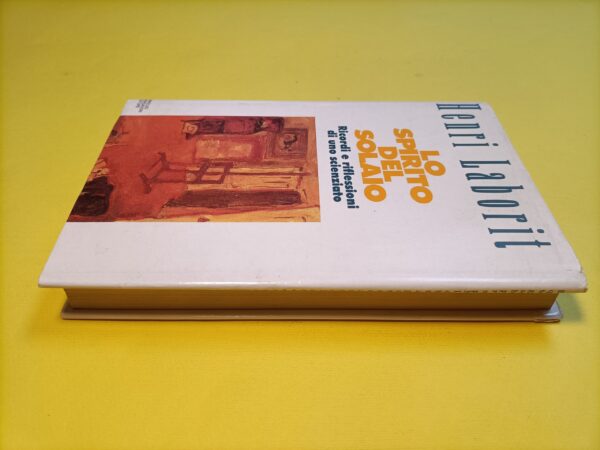 Henri Laborit
LO
SPIRITO
DEL
SOLAIO
Ricordi e riflessioni
di uno scienziato